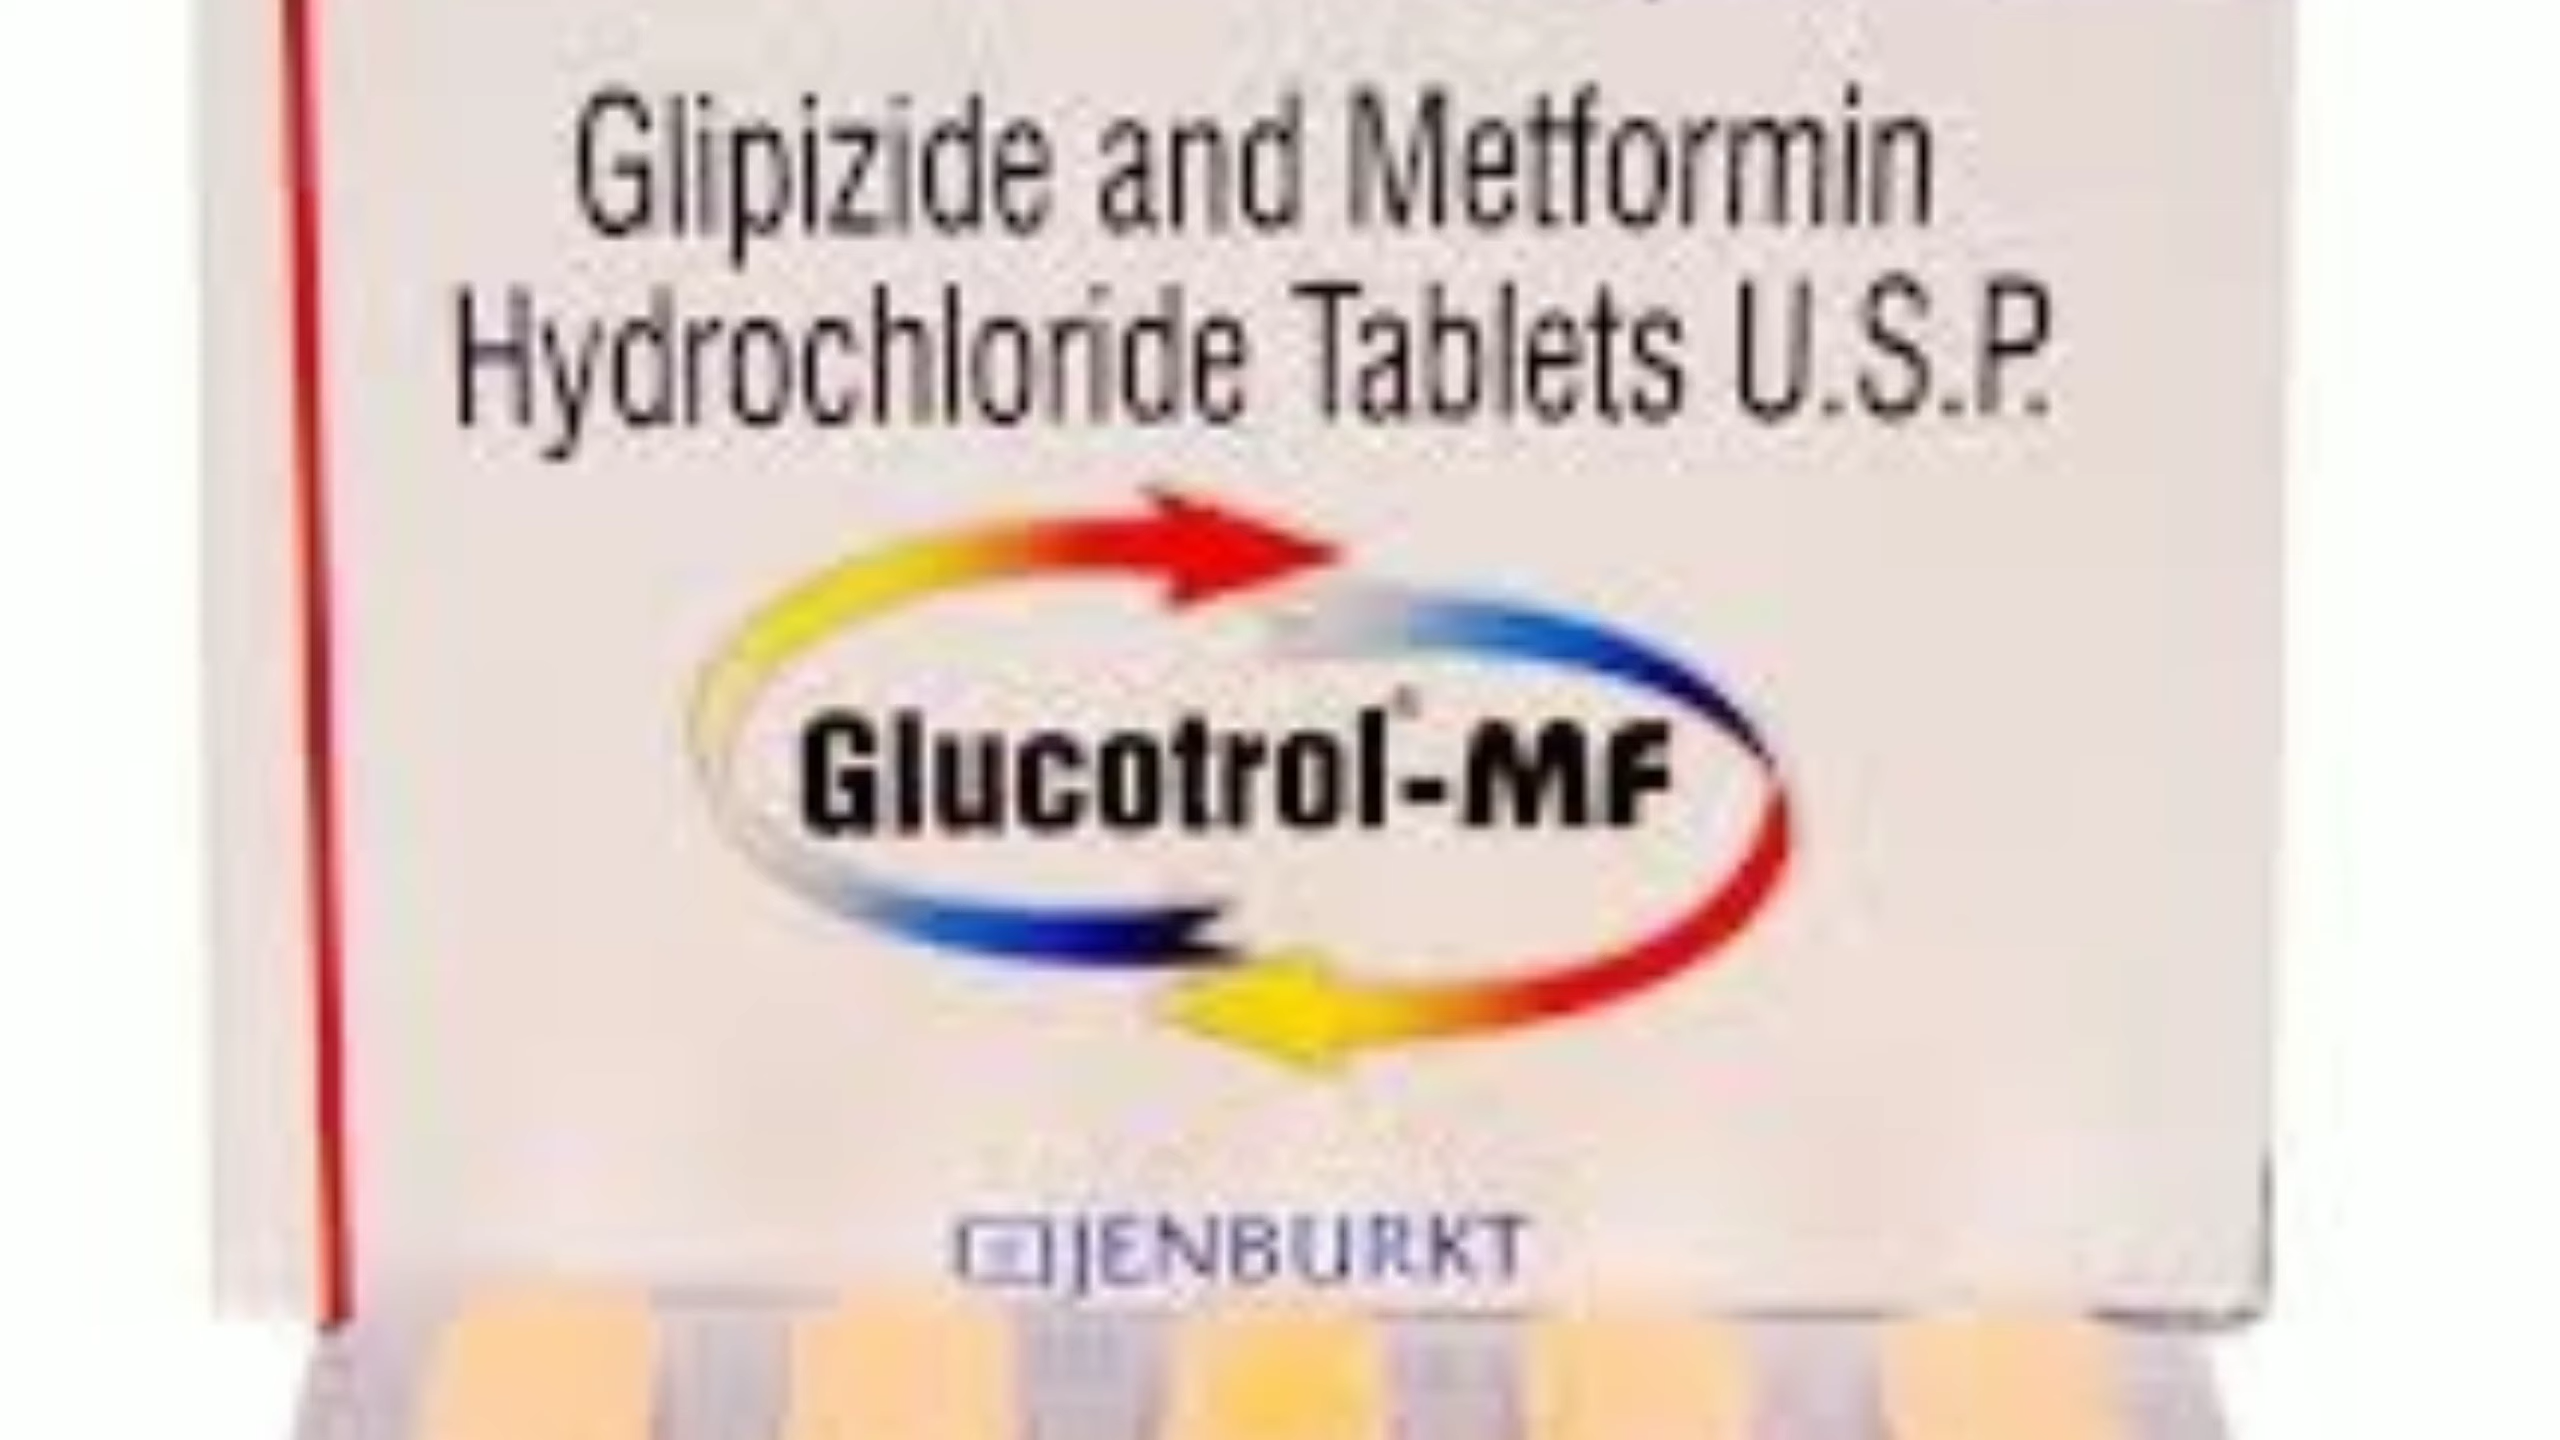 Glipizide and Metformin
Hydrochloride Tablets U.S.P.
Glucotrol®-MF
JENBURKT